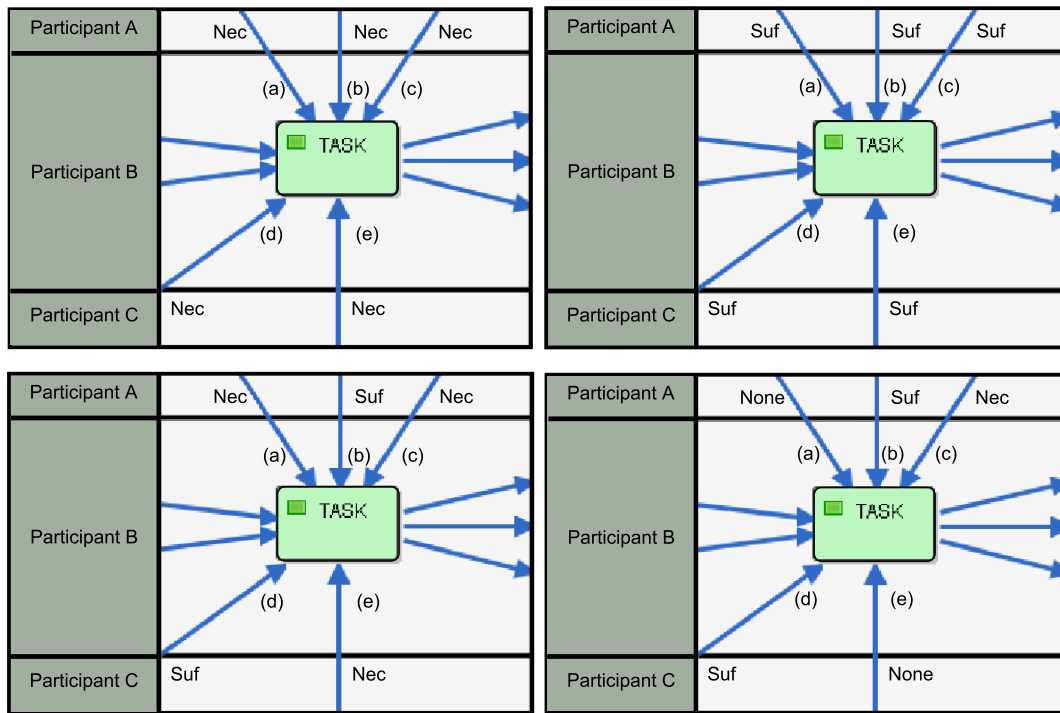 Participant A
Nec
Nec
Nec
(a)
(b)
(c)
TASK
Participant B
(d)
(e)
Participant C
Nec
Nec
Participant A
Suf
Suf
Suf
(a)
(b)
(c)
TASK
Participant B
(d)
(e)
Participant C
Suf
Suf
Participant A
Nec
Suf
Nec
(a)
(b)
(c)
TASK
Participant B
(d)
(e)
Participant C
Suf
Nec
Participant A
None
Suf
Nec
(a)
(b)
(c)
TASK
Participant B
(d)
(e)
Participant C
Suf
None